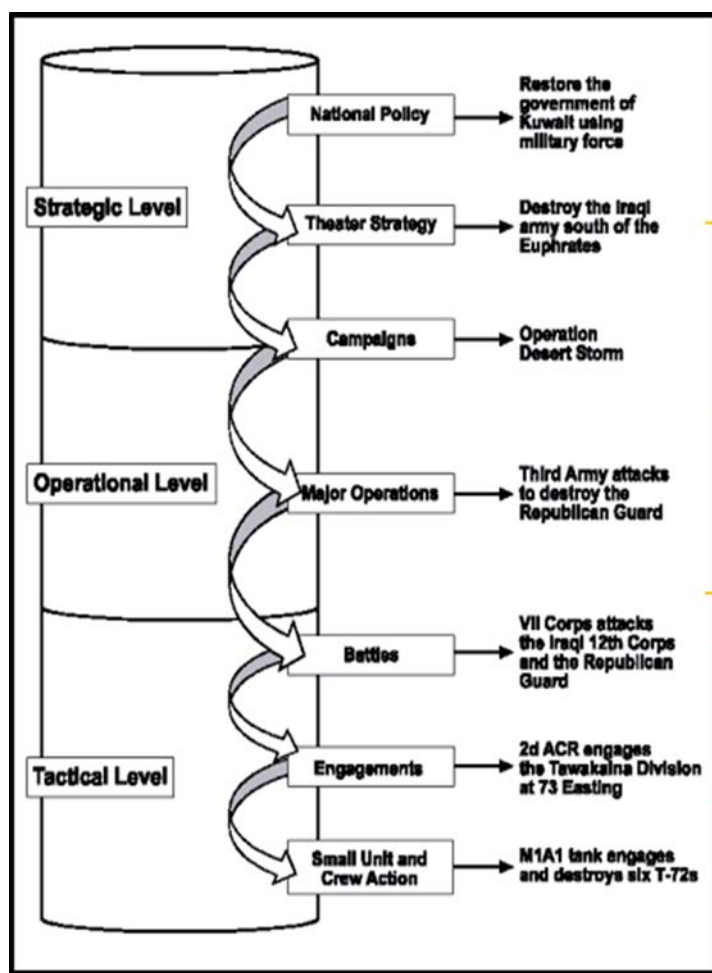 National Policy
Restore the
government of
Kuwait using
military force
Strategic Level
Theater Strategy
Destroy the Iraqi
army south of the
Euphrates
Campaigns
Operation
Desert Storm
Operational Level
Major Operations
Third Army attacks
to destroy the
Republican Guard
Battles
VII Corps attacks
the Iraqi 12th Corps
and the Republican
Guard
Tactical Level
Engagements
2d ACR engages
the Tawakalna Division
at 73 Easting
Small Unit and
Crew Action
M1A1 tank engages
and destroys six T-72s